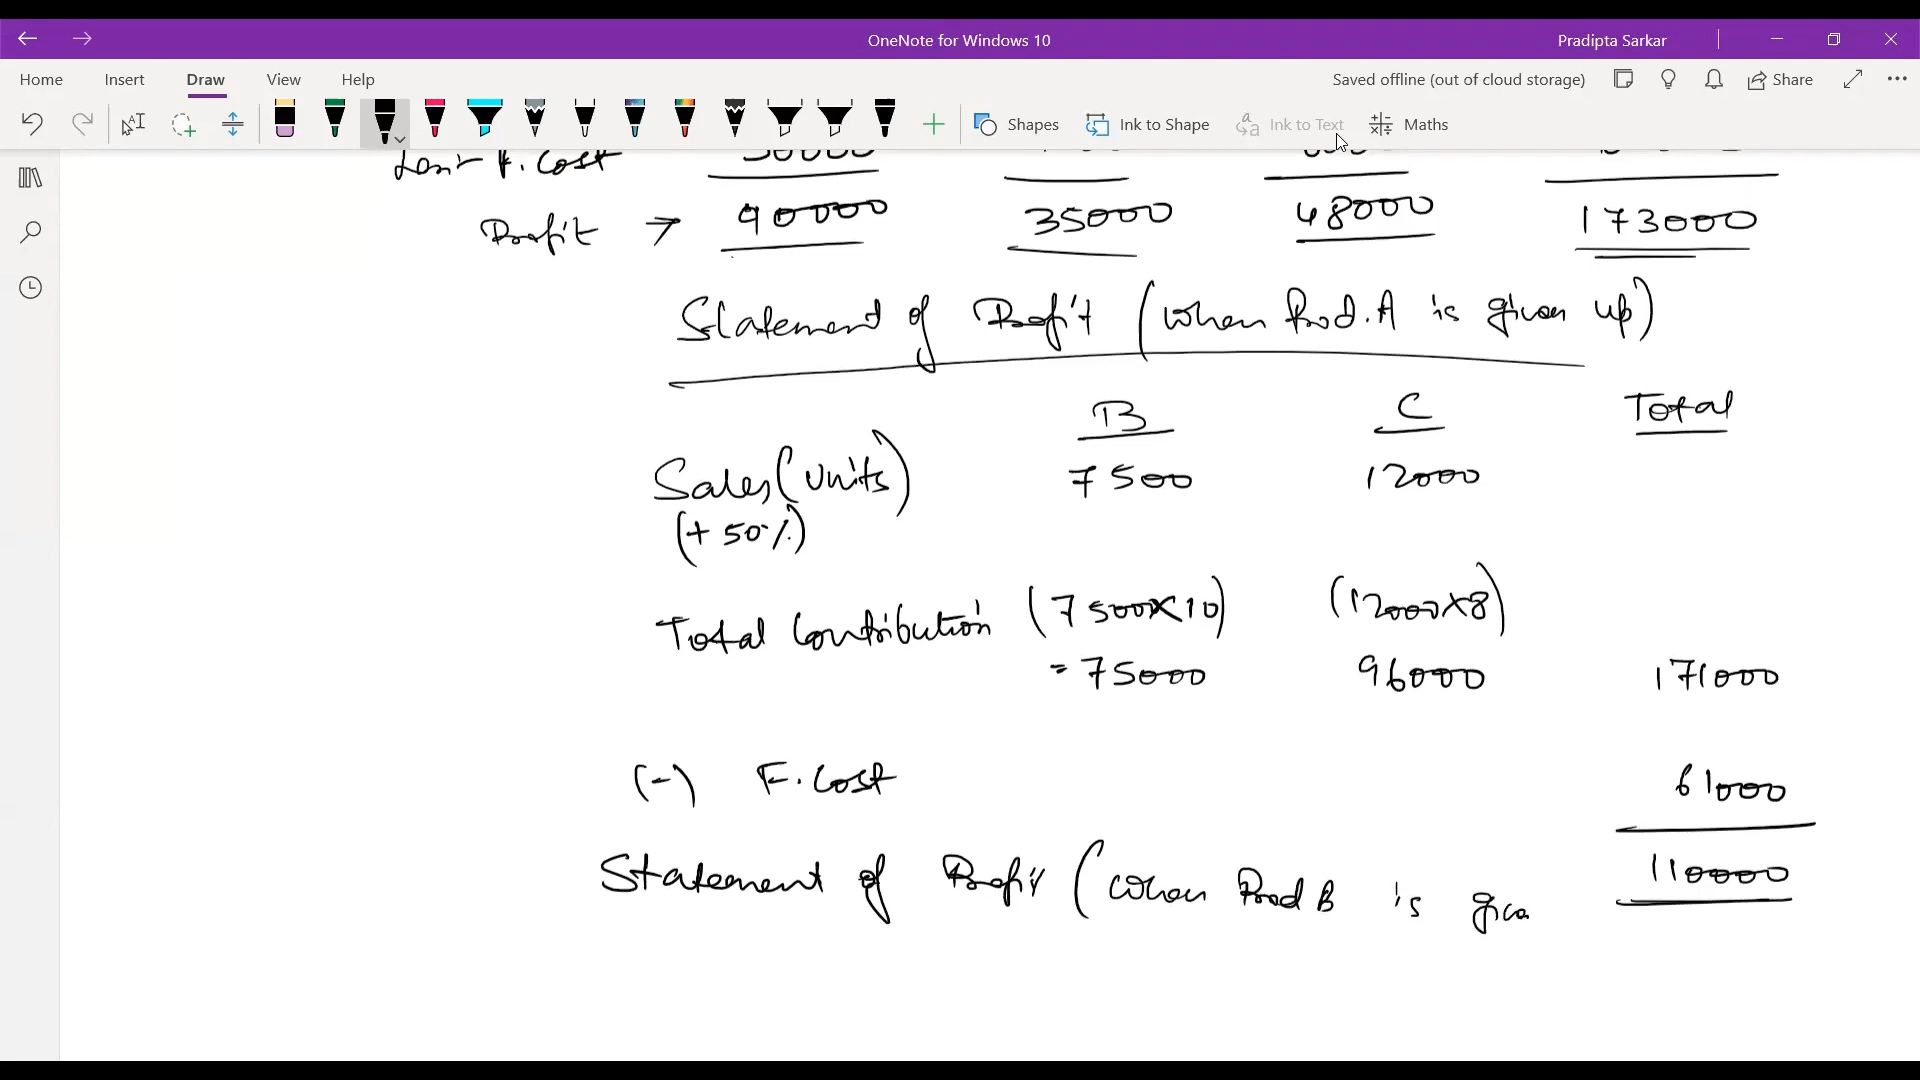 OneNote for Windows 10
Pradipta Sarkar
Home Insert Draw View Help
Saved offline (out of cloud storage) Share
Shapes Ink to Shape Ink to Text Maths
F. Cost
Profit → 90000 35000 48000 173000
Statement of Profit (when Prod. A is given up)
B C Total
Sales (units) 7500 12000
(+ 50%)
Total Contribution (7500×10) (12000×8)
= 75000 96000 171000
(-) F. Cost 61000
110000
Statement of Profit (when Prod B is